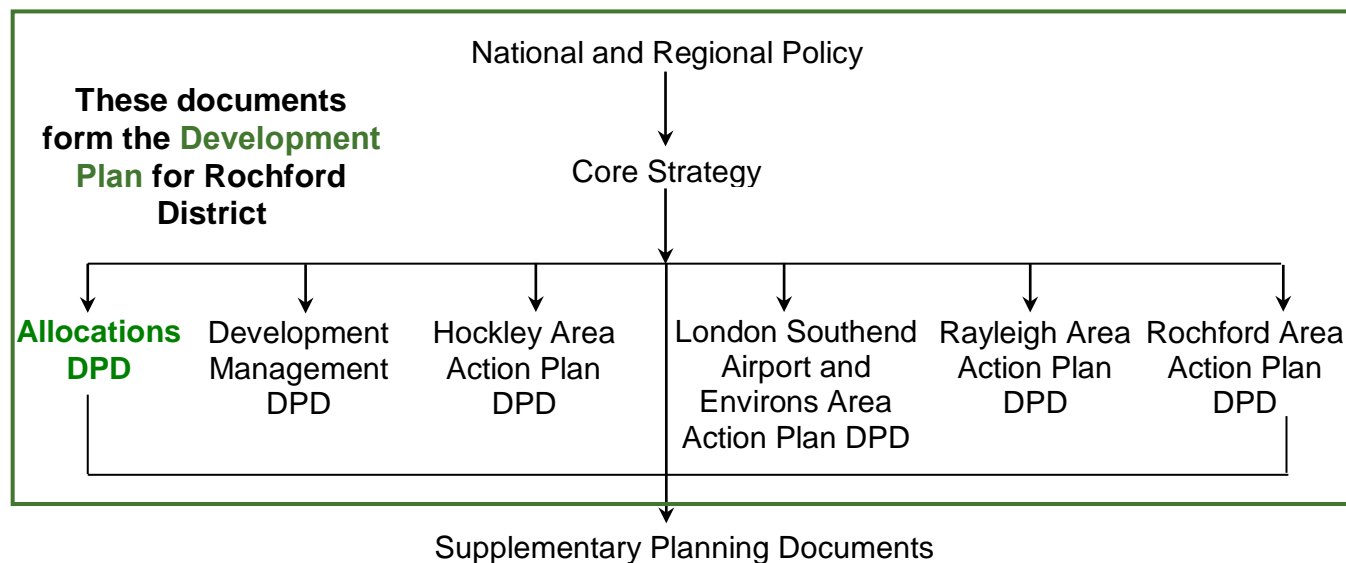 National and Regional Policy
These documents
form the Development
Plan for Rochford
District
Core Strategy
Allocations
DPD
Development
Management
DPD
Hockley Area
Action Plan
DPD
London Southend
Airport and
Environs Area
Action Plan DPD
Rayleigh Area
Action Plan
DPD
Rochford Area
Action Plan
DPD
Supplementary Planning Documents